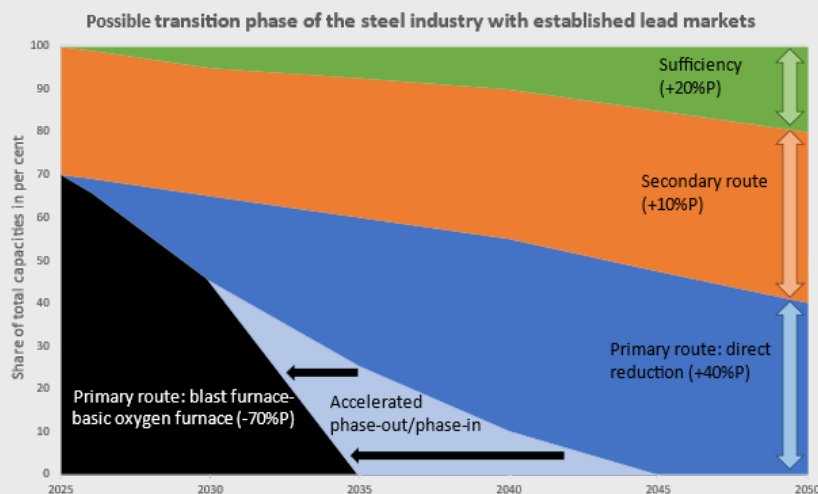 Possible transition phase of the steel industry with established lead markets
Share of total capacities in per cent
100
90
80
70
60
50
40
30
20
10
0
Sufficiency
(+20%P)
Secondary route
(+10%P)
Primary route: direct
reduction (+40%P)
Primary route: blast furnace-
basic oxygen furnace (-70%P)
Accelerated
phase-out/phase-in
2025
2030
2035
2040
2045
2050